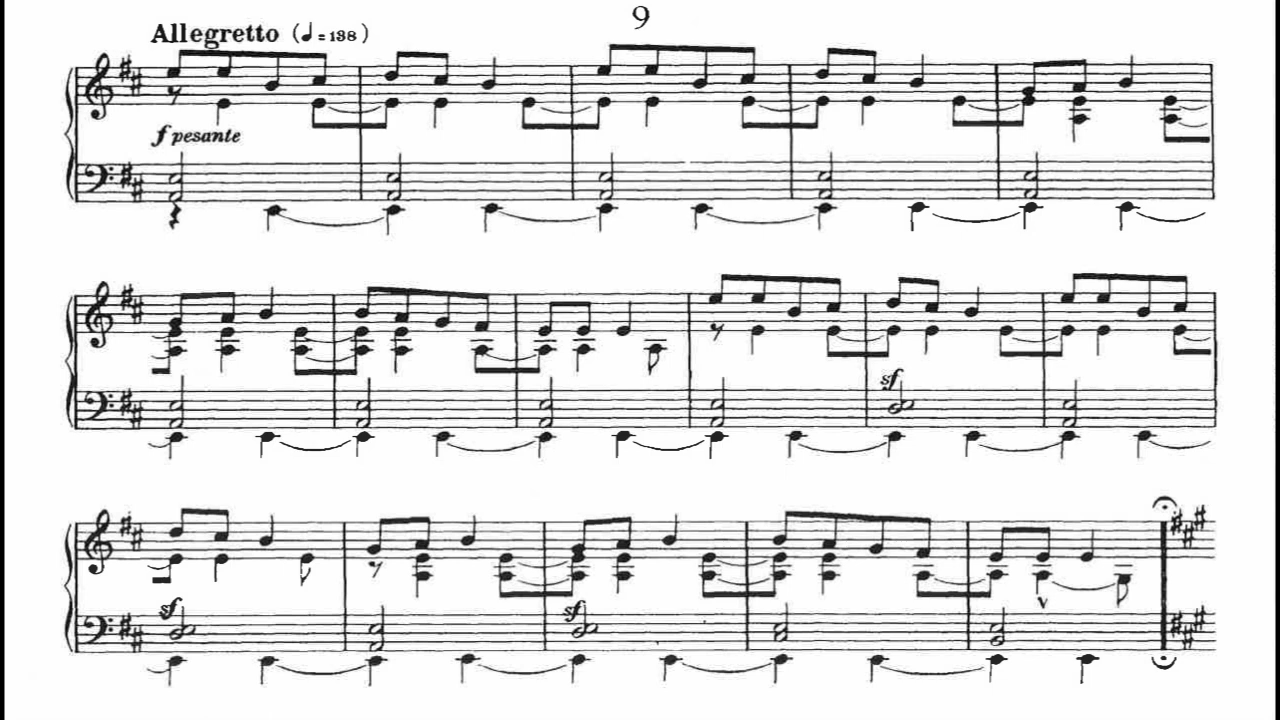 9
Allegretto (♩=138)
f pesante
sf
sf
sf